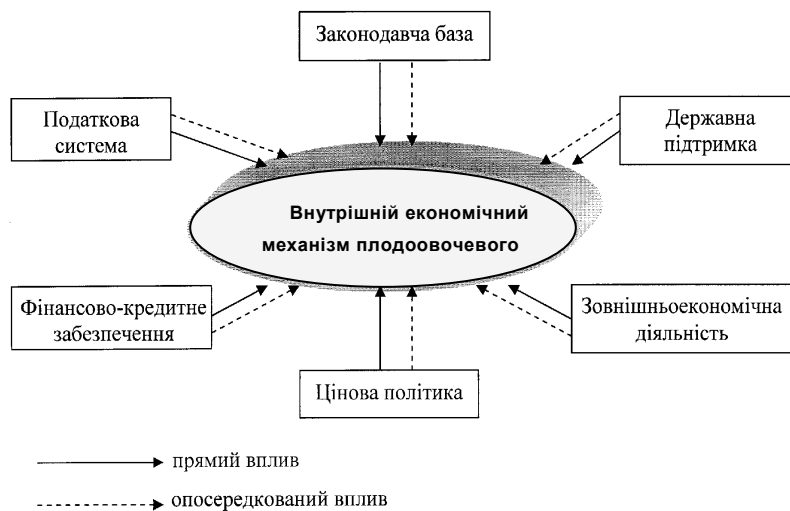 Законодавча база
Податкова
система
Державна
підтримка
Внутрішній економічний
механізм плодоовочевого
Фінансово-кредитне
забезпечення
Зовнішньоекономічна
діяльність
Цінова політика
прямий вплив
опосередкований вплив